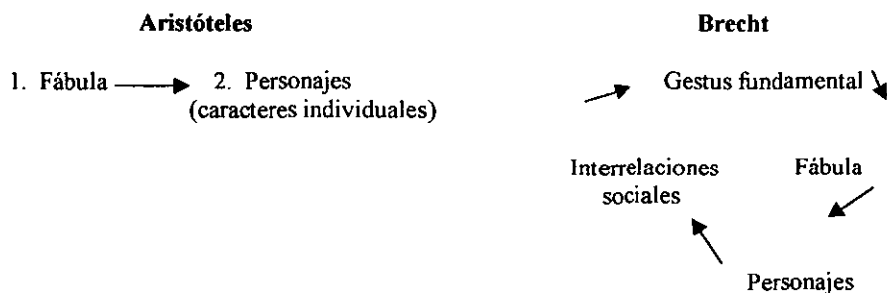 Aristóteles
1. Fábula
2. Personajes
(caracteres individuales)
Brecht
Gestus fundamental
Interrelaciones
sociales
Fábula
Personajes